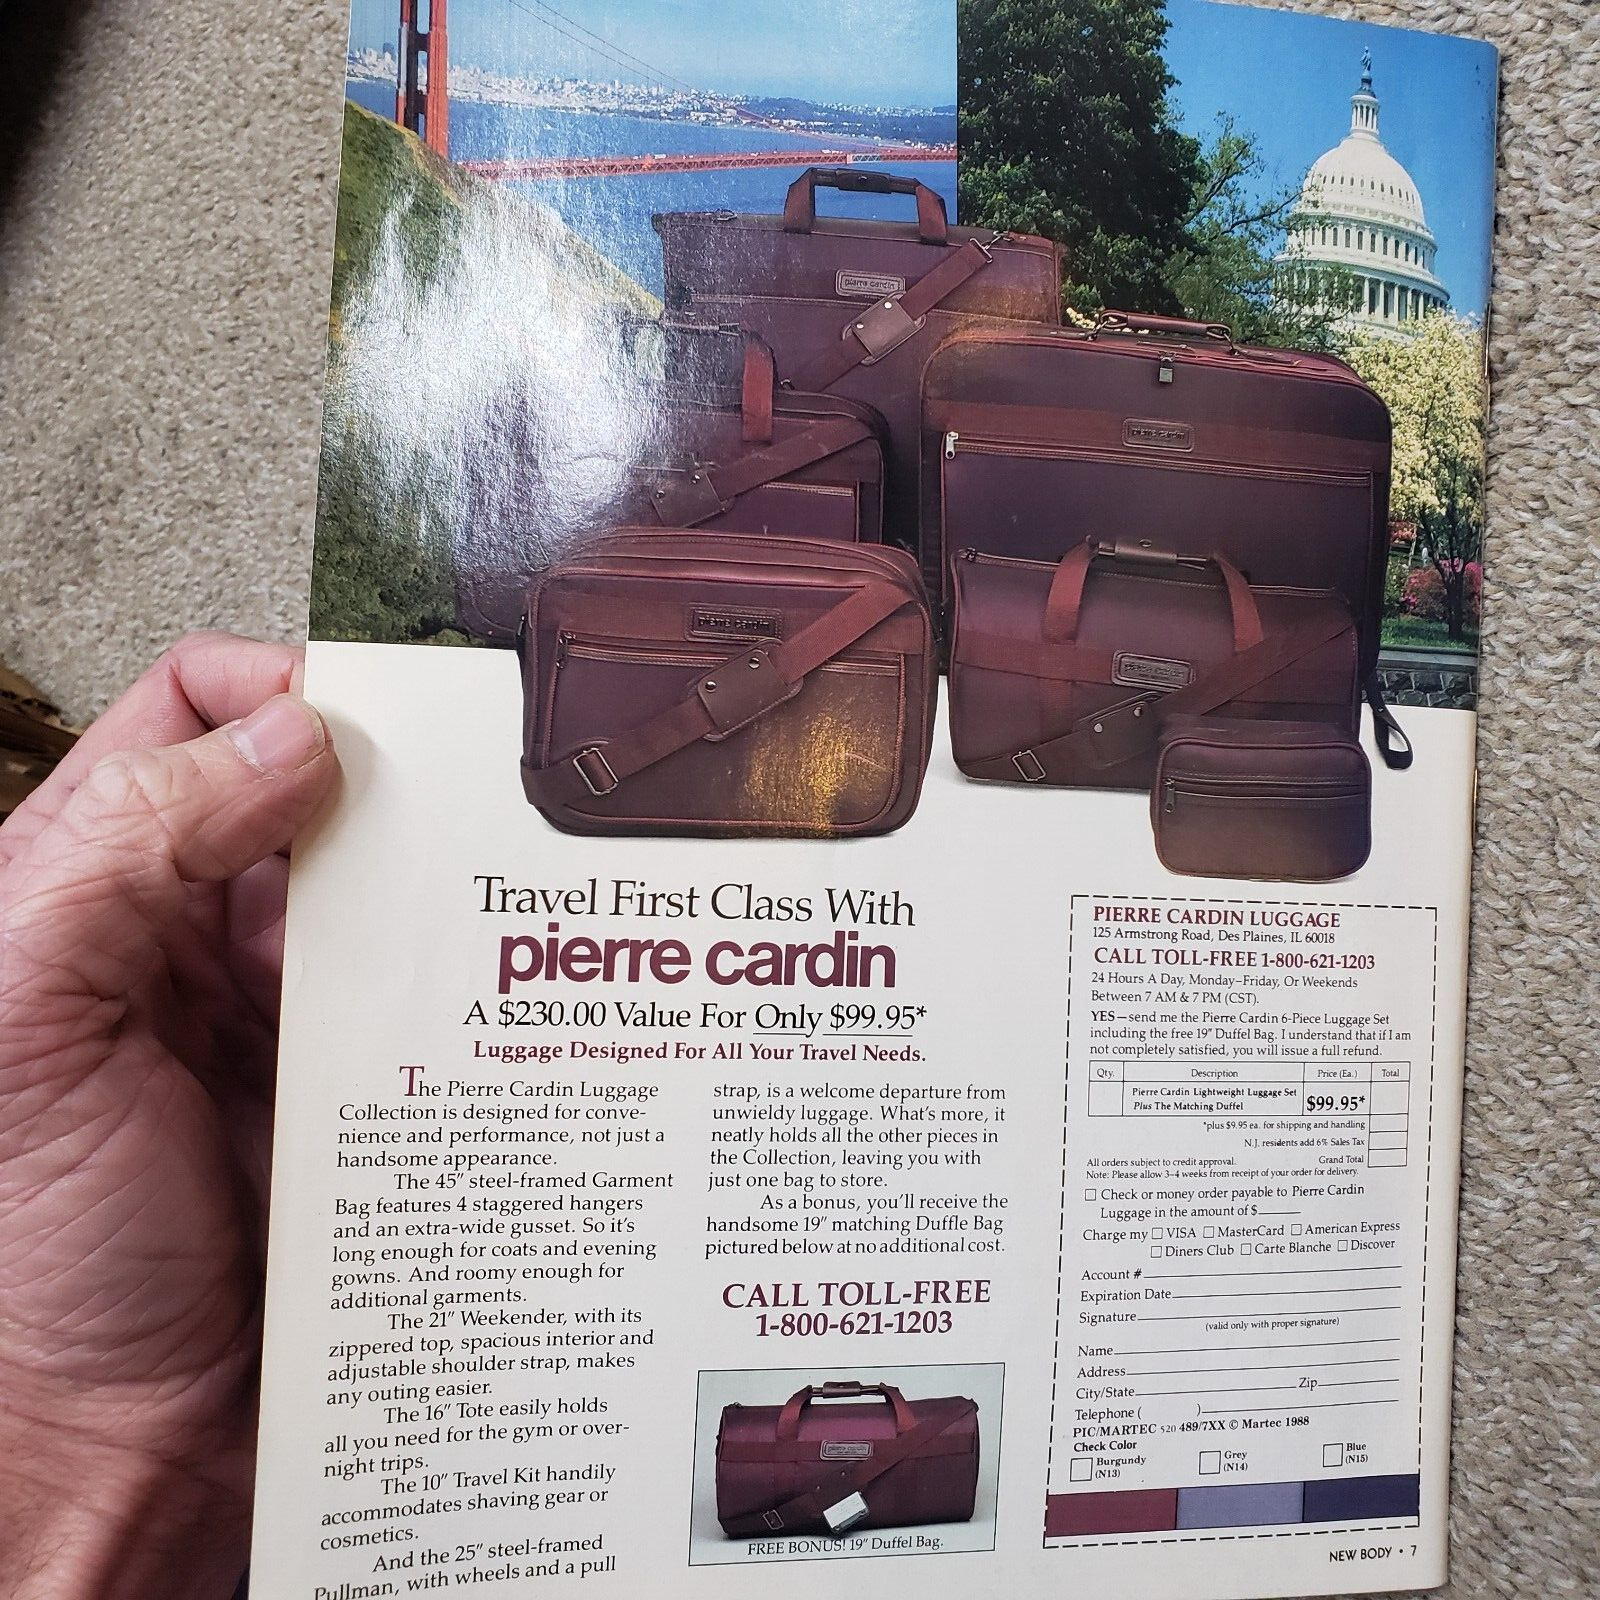 pierre cardin
pierre cardin
pierre cardin
pierre cardin
Travel First Class With
pierre cardin
A $230.00 Value For Only $99.95*
Luggage Designed For All Your Travel Needs.
The Pierre Cardin Luggage
Collection is designed for conve-
nience and performance, not just a
handsome appearance.
The 45" steel-framed Garment
Bag features 4 staggered hangers
and an extra-wide gusset. So it's
long enough for coats and evening
gowns. And roomy enough for
additional garments.
The 21" Weekender, with its
zippered top, spacious interior and
adjustable shoulder strap, makes
any outing easier.
The 16" Tote easily holds
all you need for the gym or over-
night trips.
The 10" Travel Kit handily
accommodates shaving gear or
cosmetics.
And the 25" steel-framed
Pullman, with wheels and a pull
strap, is a welcome departure from
unwieldy luggage. What's more, it
neatly holds all the other pieces in
the Collection, leaving you with
just one bag to store.
As a bonus, you'll receive the
handsome 19" matching Duffle Bag
pictured below at no additional cost.
CALL TOLL-FREE
1-800-621-1203
pierre cardin
FREE BONUS! 19" Duffel Bag.
PIERRE CARDIN LUGGAGE
125 Armstrong Road, Des Plaines, IL 60018
CALL TOLL-FREE 1-800-621-1203
24 Hours A Day, Monday–Friday, Or Weekends
Between 7 AM & 7 PM (CST).
YES—send me the Pierre Cardin 6-Piece Luggage Set
including the free 19" Duffel Bag. I understand that if I am
not completely satisfied, you will issue a full refund.
Qty. Description Price (Ea.) Total
Pierre Cardin Lightweight Luggage Set
Plus The Matching Duffel $99.95*
*plus $9.95 ea. for shipping and handling
N.J. residents add 6% Sales Tax
All orders subject to credit approval. Grand Total
Note: Please allow 3–4 weeks from receipt of your order for delivery.
Check or money order payable to Pierre Cardin
Luggage in the amount of $
Charge my VISA MasterCard American Express
Diners Club Carte Blanche Discover
Account #
Expiration Date
Signature
(valid only with proper signature)
Name
Address
City/State Zip
Telephone ( )
PIC/MARTEC 520 489/7XX © Martec 1988
Check Color
Burgundy (N13) Grey (N14) Blue (N15)
NEW BODY • 7